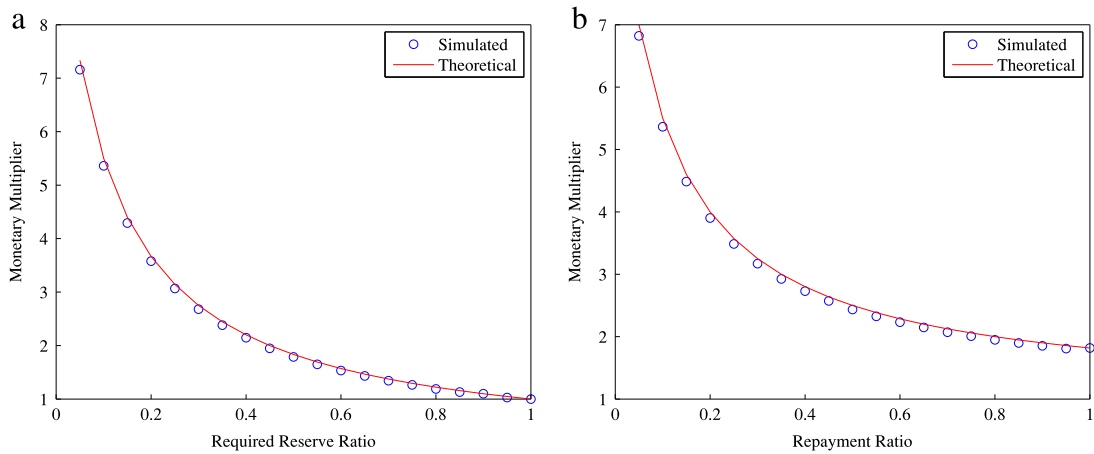 a
8
7
6
5
4
3
2
1
0
0.2
0.4
0.6
0.8
1
Monetary Multiplier
Required Reserve Ratio
Simulated
Theoretical
b
7
6
5
4
3
2
1
0
0.2
0.4
0.6
0.8
1
Monetary Multiplier
Repayment Ratio
Simulated
Theoretical